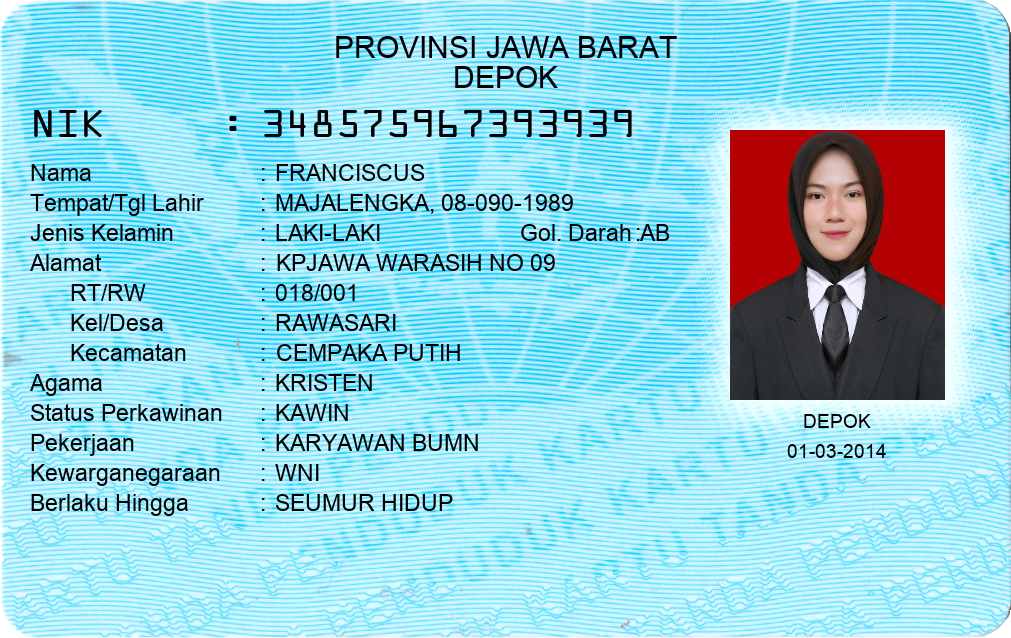 PROVINSI JAWA BARAT
DEPOK
NIK : 3485759673939339
Nama : FRANCISCUS
Tempat/Tgl Lahir : MAJALENGKA, 08-090-1989
Jenis Kelamin : LAKI-LAKI Gol. Darah :AB
Alamat : KPJAWA WARASIH NO 09
RT/RW : 018/001
Kel/Desa : RAWASARI
Kecamatan : CEMPAKA PUTIH
Agama : KRISTEN
Status Perkawinan : KAWIN
Pekerjaan : KARYAWAN BUMN
Kewarganegaraan : WNI
Berlaku Hingga : SEUMUR HIDUP
DEPOK
01-03-2014